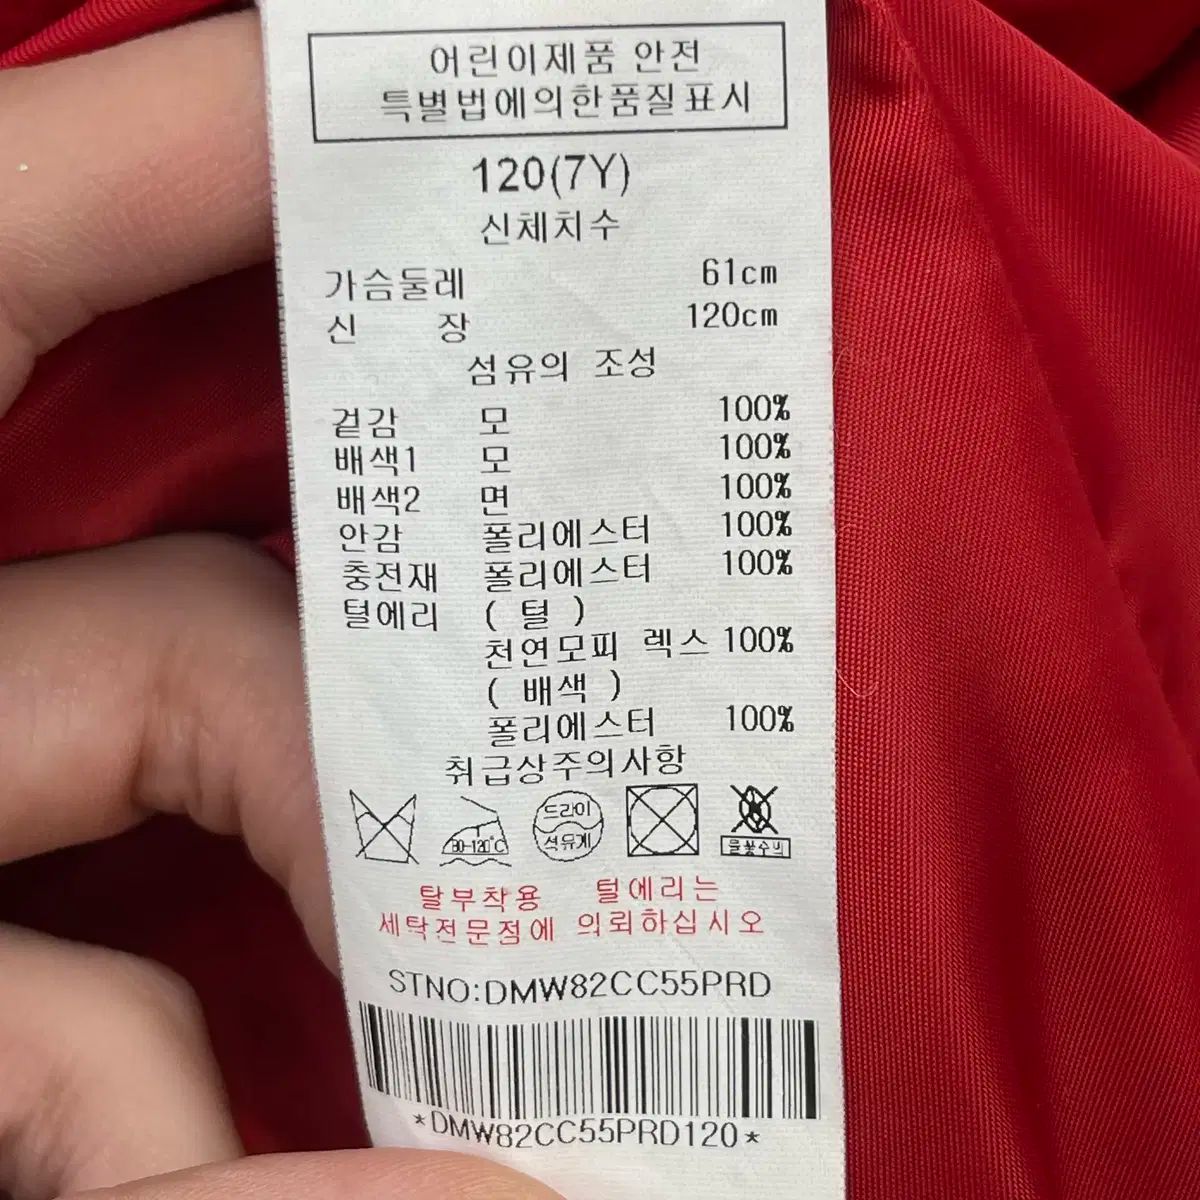 어린이제품 안전
특별법에의한품질표시
120(7Y)
신체치수
가슴둘레 61cm
신 장 120cm
섬유의 조성
겉감 모 100%
배색1 모 100%
배색2 면 100%
안감 폴리에스터 100%
충전재 폴리에스터 100%
털에리 ( 털 )
천연모피 렉스 100%
( 배색 )
폴리에스터 100%
취급상주의사항
80-120℃
드라이
석유계
탈부착용 털에리는
세탁전문점에 의뢰하십시오
STNO:DMW82CC55PRD
*DMW82CC55PRD120*